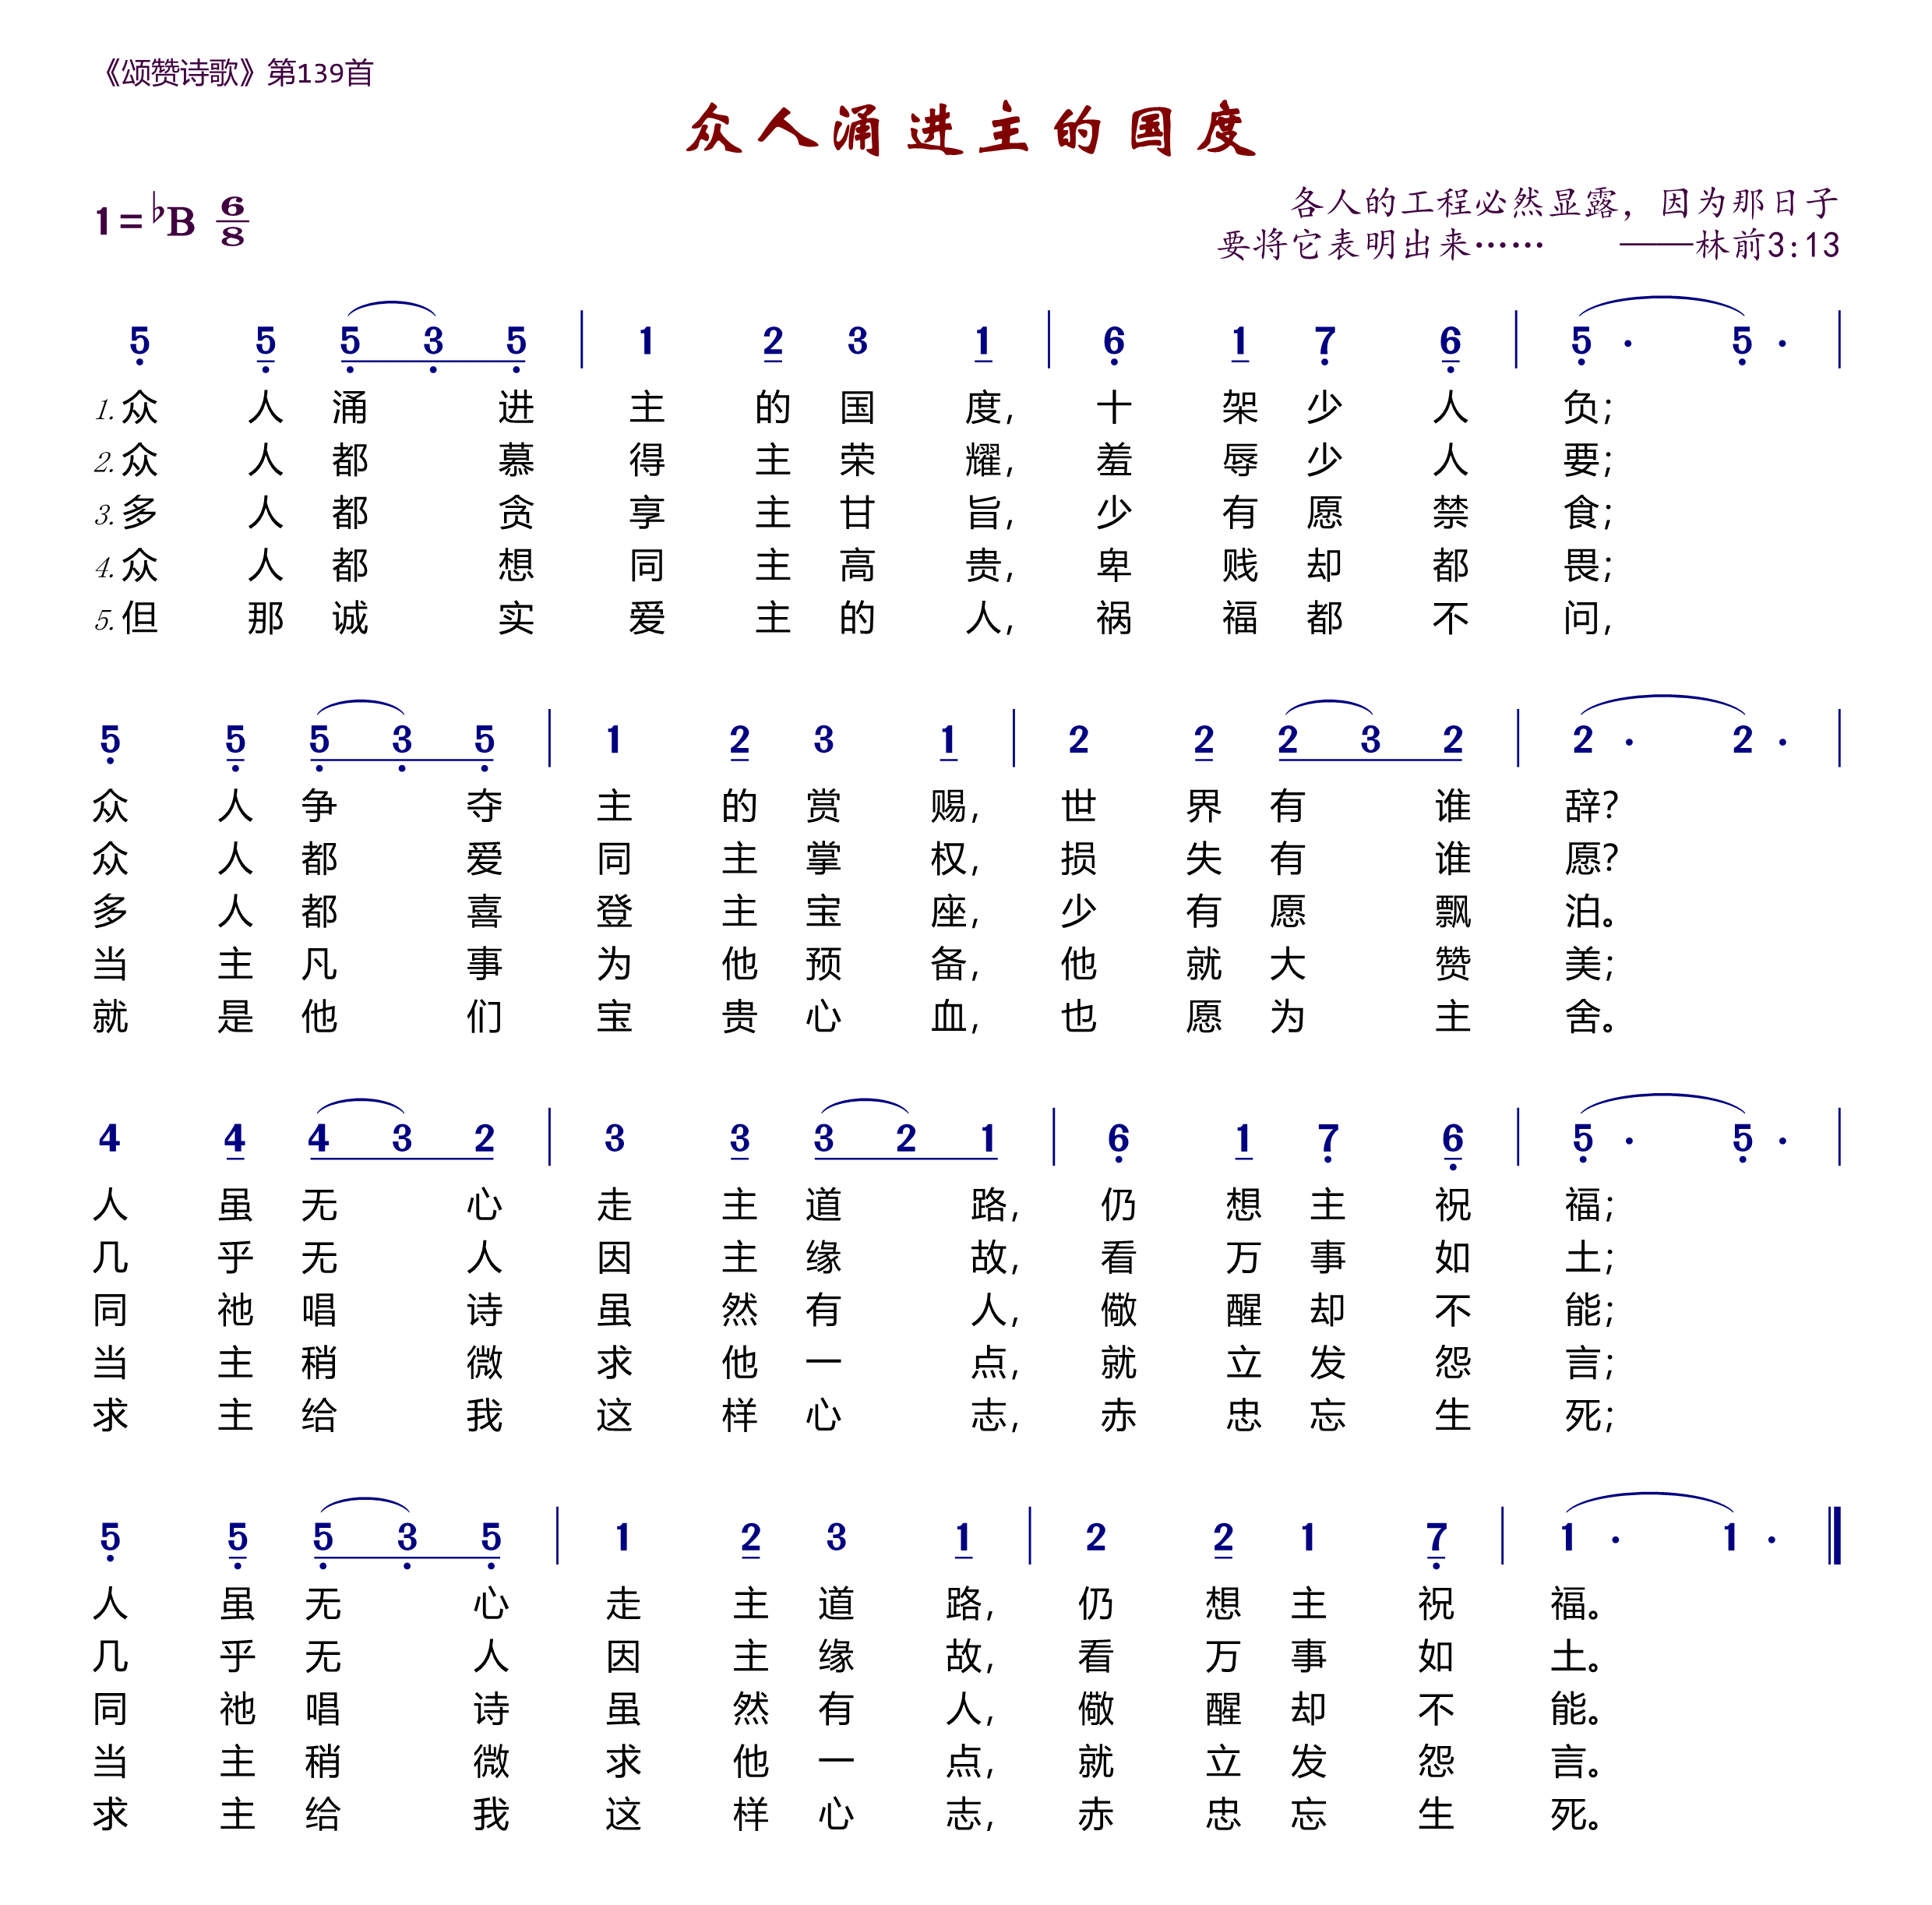 《颂赞诗歌》第139首
众人涌进主的国度
1=♭B 6/8
各人的工程必然显露，因为那日子
要将它表明出来…… ——林前3:13
5̣ 5̣ 5̣ 3̣ 5̣ | 1 2 3 1 | 6̣ 1 7̣ 6̣ | 5̣ · 5̣ · |
1.众人涌进主的国度，十架少人负；
2.众人都慕得主荣耀，羞辱少人要；
3.多人都贪享主甘旨，少有愿禁食；
4.众人都想同主高贵，卑贱却都畏；
5.但那诚实爱主的人，祸福都不问，
5̣ 5̣ 5̣ 3̣ 5̣ | 1 2 3 1 | 2 2 2 3 2 | 2 · 2 · |
众人争夺主的赏赐，世界有谁辞？
众人都爱同主掌权，损失有谁愿？
多人都喜登主宝座，少有愿飘泊。
当主凡事为他预备，他就大赞美；
就是他们宝贵心血，也愿为主舍。
4 4 4 3 2 | 3 3 3 2 1 | 6̣ 1 7̣ 6̣ | 5̣ · 5̣ · |
人虽无心走主道路，仍想主祝福；
几乎无人因主缘故，看万事如土；
同祂唱诗虽然有人，儆醒却不能；
当主稍微求他一点，就立发怨言；
求主给我这样心志，赤忠忘生死；
5̣ 5̣ 5̣ 3̣ 5̣ | 1 2 3 1 | 2 2 1 7̣ | 1 · 1 · ‖
人虽无心走主道路，仍想主祝福。
几乎无人因主缘故，看万事如土。
同祂唱诗虽然有人，儆醒却不能。
当主稍微求他一点，就立发怨言。
求主给我这样心志，赤忠忘生死。